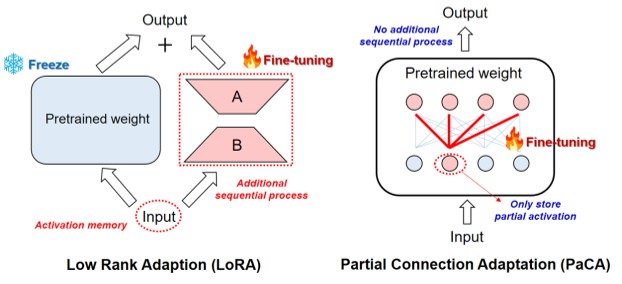 Output
+
Freeze
Fine-tuning
Pretrained weight
A
B
Additional
sequential process
Input
Activation memory
Low Rank Adaption (LoRA)
Output
No additional
sequential process
Pretrained weight
Fine-tuning
Only store
partial activation
Input
Partial Connection Adaptation (PaCA)